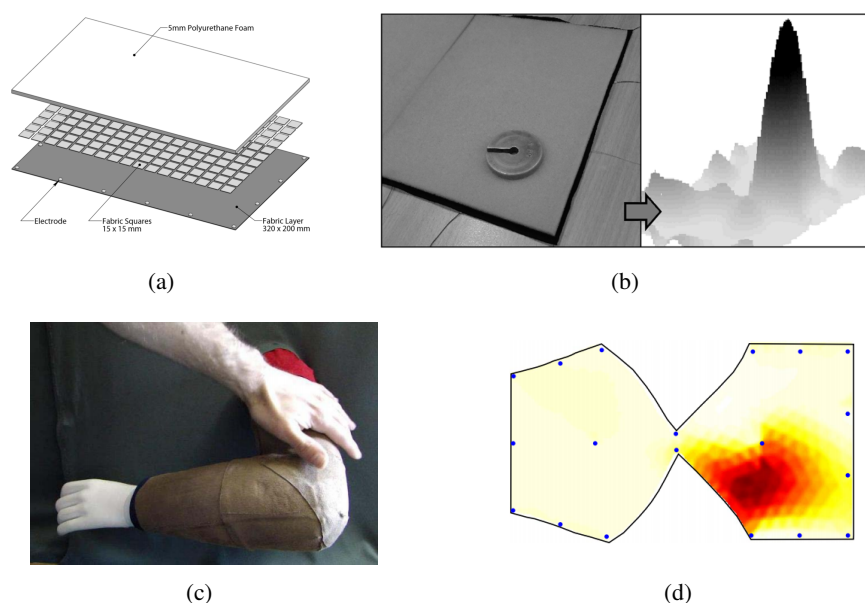 5mm Polyurethane Foam
Electrode
Fabric Squares
15 x 15 mm
Fabric Layer
320 x 200 mm
(a)
(b)
(c)
(d)